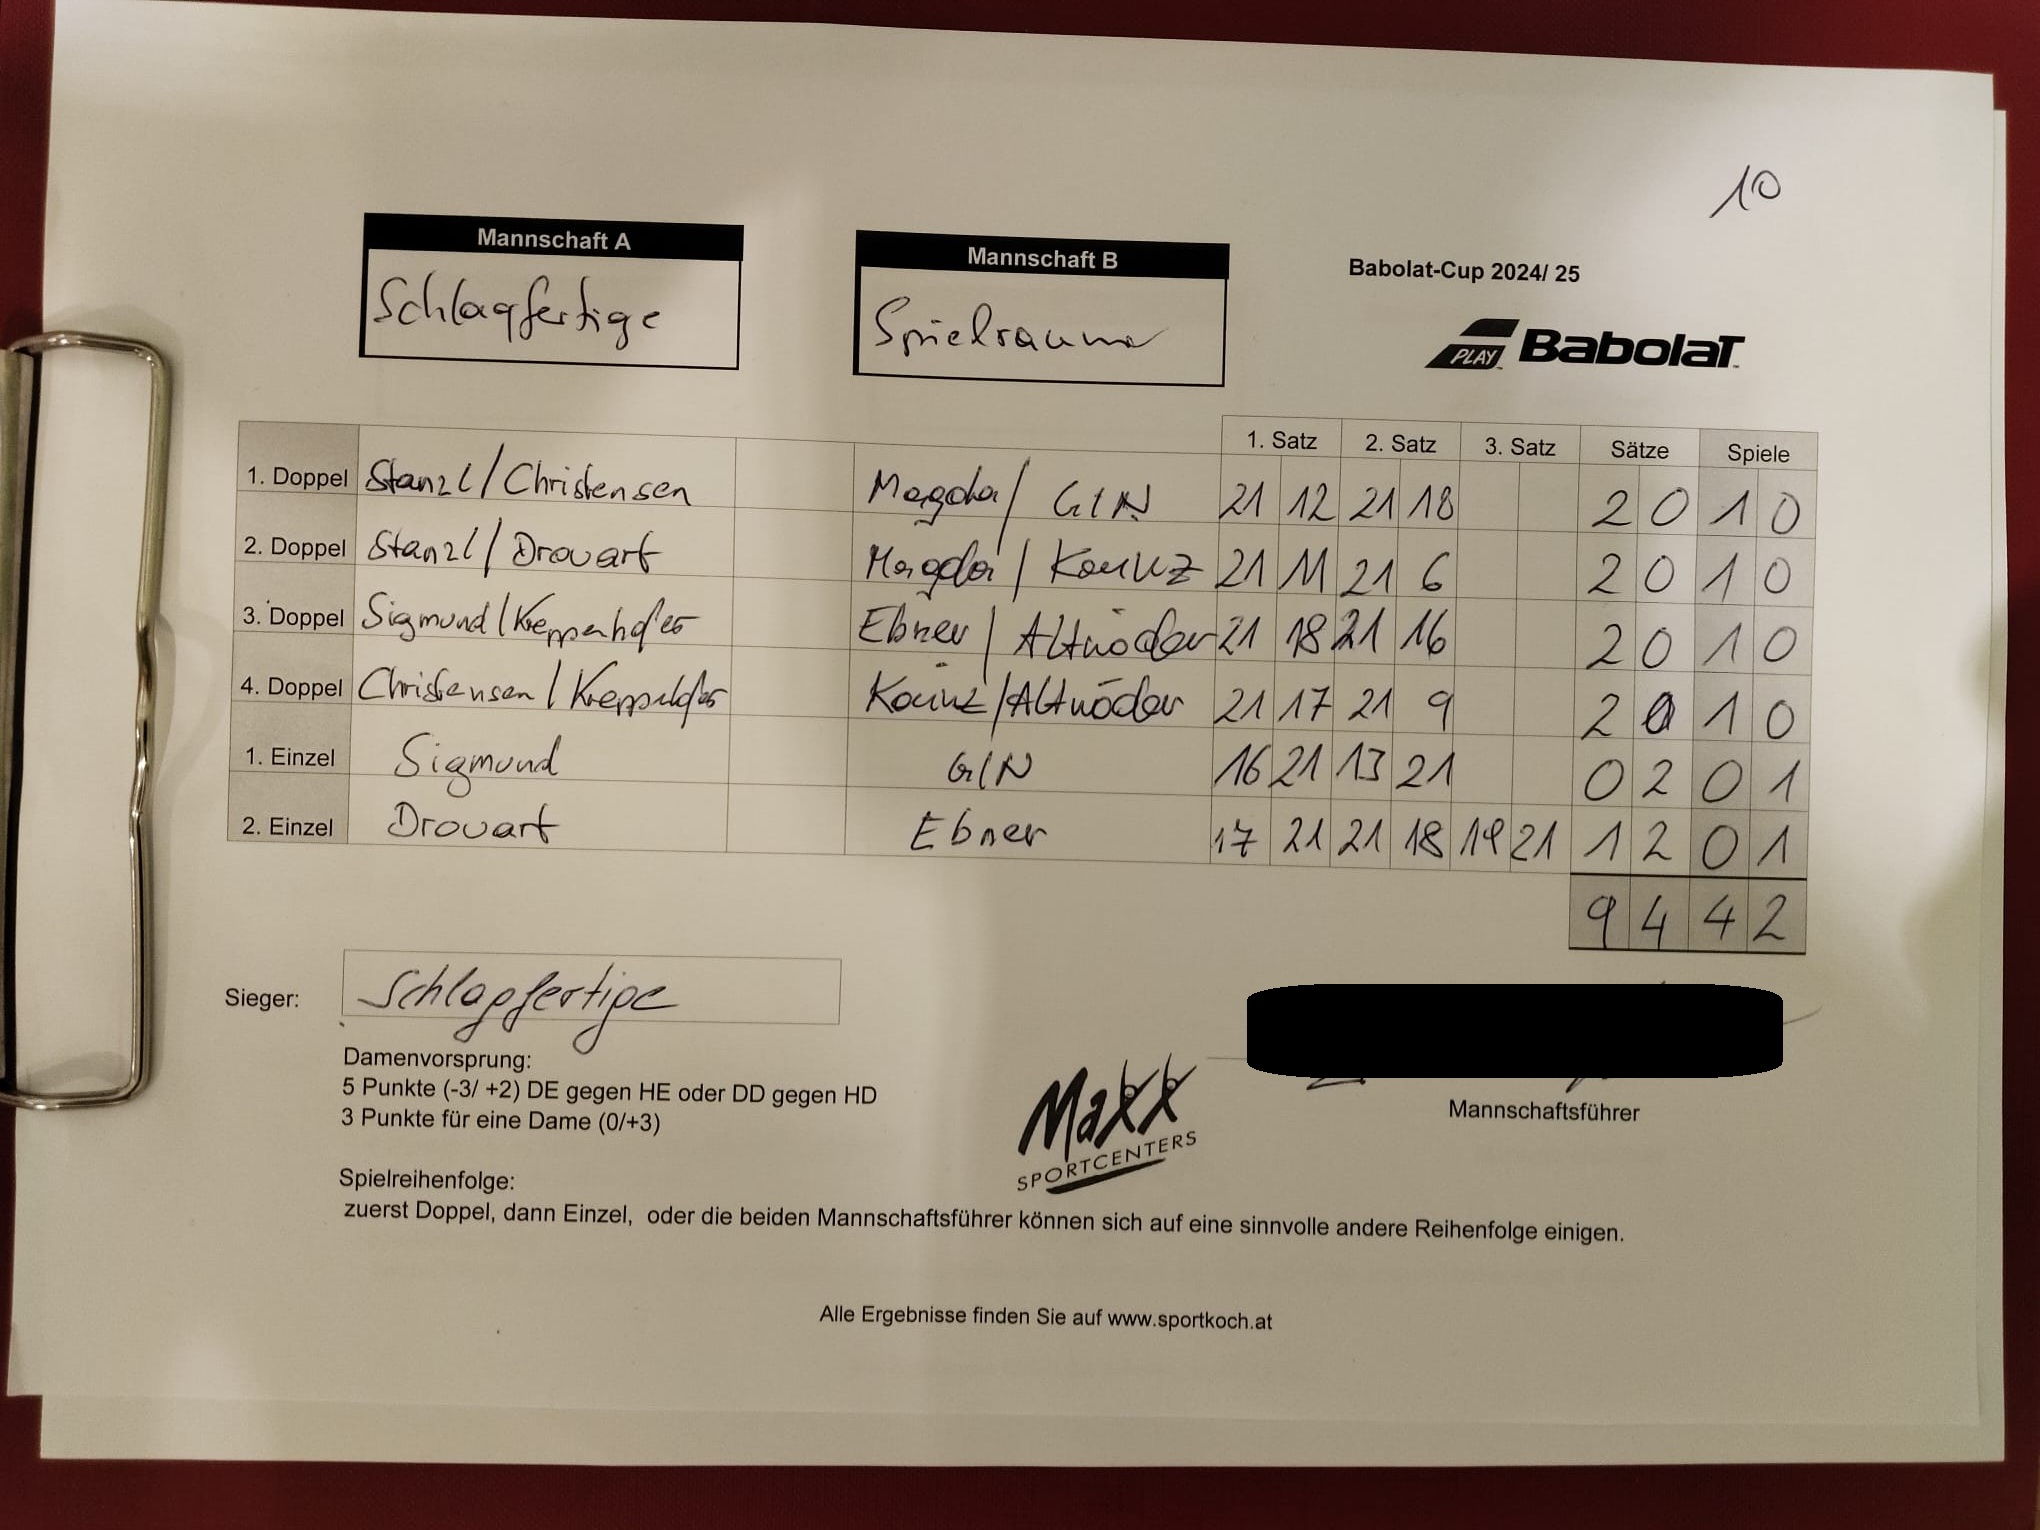 10
Mannschaft A
Schlagfertige
Mannschaft B
Spielraum
Babolat-Cup 2024/ 25
PLAY BabolaT
1. Satz 2. Satz 3. Satz Sätze Spiele
1. Doppel Stanzl/Christensen Magda/ GIN 21 12 21 18 2 0 1 0
2. Doppel Stanzl/Drouart Magda/ 21 11 21 6 2 0 1 0
3. Doppel Sigmund/Kreppenhofer Ebner/Altnöder 21 18 21 16 2 0 1 0
4. Doppel Christensen/ /Altnöder 21 17 21 9 2 0 1 0
1. Einzel Sigmund GIN 16 21 13 21 0 2 0 1
2. Einzel Drouart Ebner 17 21 21 18 19 21 1 2 0 1
9 4 4 2
Sieger: Schlagfertige
Damenvorsprung:
5 Punkte (-3/ +2) DE gegen HE oder DD gegen HD
3 Punkte für eine Dame (0/+3)
Maxx
SPORTCENTERS
Mannschaftsführer
Spielreihenfolge:
zuerst Doppel, dann Einzel, oder die beiden Mannschaftsführer können sich auf eine sinnvolle andere Reihenfolge einigen.
Alle Ergebnisse finden Sie auf www.sportkoch.at